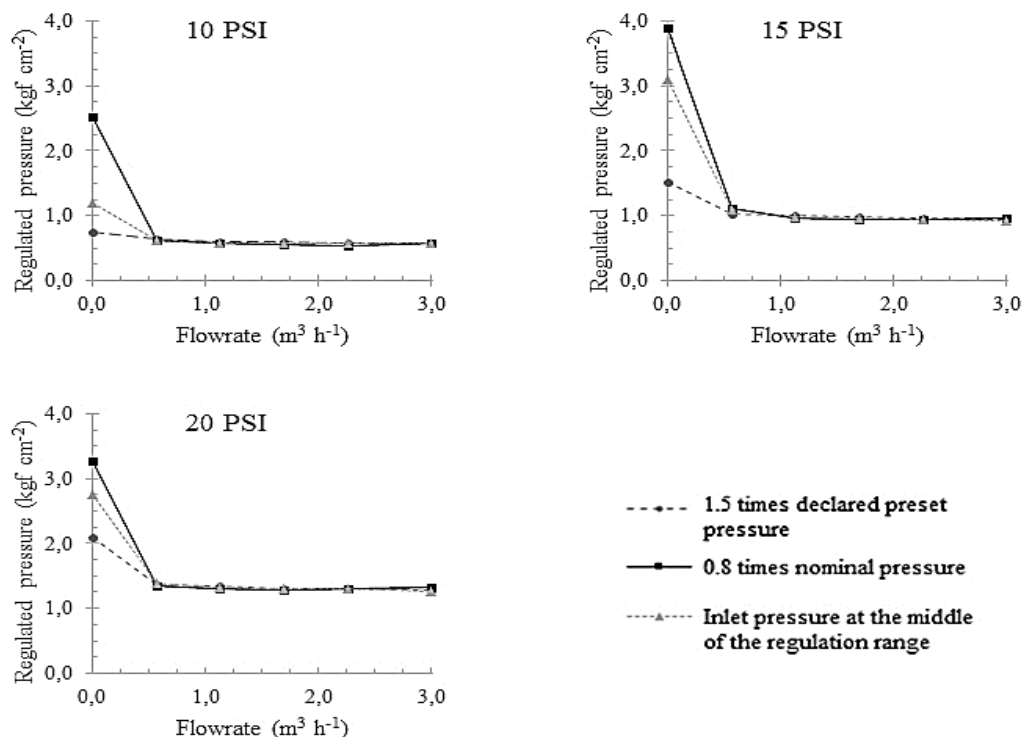 10 PSI
Regulated pressure (kgf cm⁻²)
4,0
3,0
2,0
1,0
0,0
0,0 1,0 2,0 3,0
Flowrate (m³ h⁻¹)
15 PSI
Regulated pressure (kgf cm⁻²)
4,0
3,0
2,0
1,0
0,0
0,0 1,0 2,0 3,0
Flowrate (m³ h⁻¹)
20 PSI
Regulated pressure (kgf cm⁻²)
4,0
3,0
2,0
1,0
0,0
0,0 1,0 2,0 3,0
Flowrate (m³ h⁻¹)
1.5 times declared preset
pressure
0.8 times nominal pressure
Inlet pressure at the middle
of the regulation range